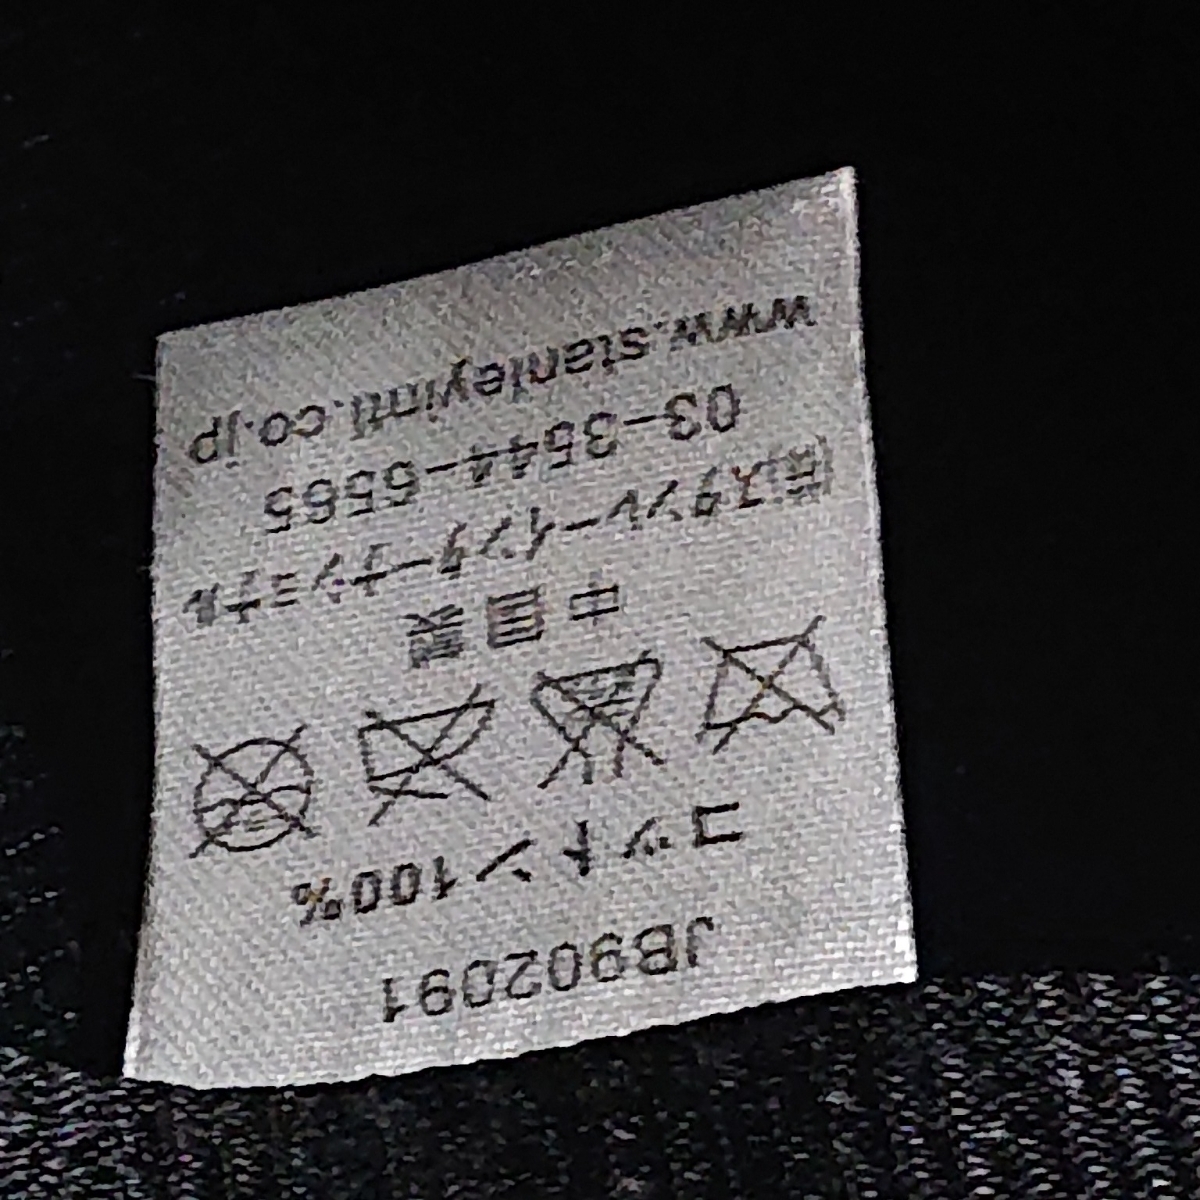 JB902091
コットン100%
中国製
㈲スタンレーインターナショナル
03-3544-6565
www.stanleyintl.co.jp